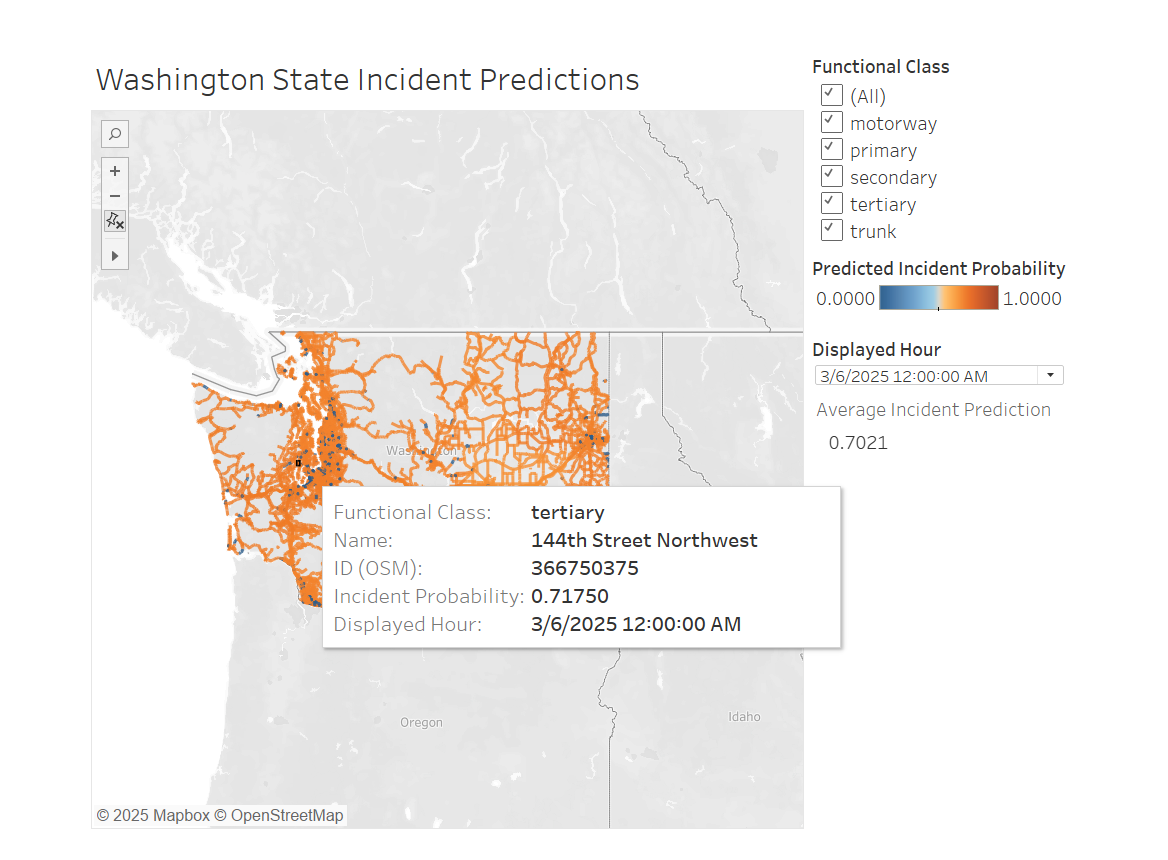 Washington State Incident Predictions
Functional Class
(All)
motorway
primary
secondary
tertiary
trunk
Predicted Incident Probability
0.0000 1.0000
Displayed Hour
3/6/2025 12:00:00 AM
Average Incident Prediction
0.7021
Washington
Functional Class: tertiary
Name: 144th Street Northwest
ID (OSM): 366750375
Incident Probability: 0.71750
Displayed Hour: 3/6/2025 12:00:00 AM
Oregon
Idaho
© 2025 Mapbox © OpenStreetMap